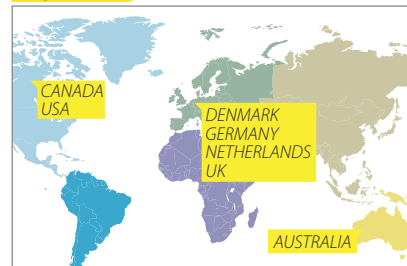 CANADA
USA
DENMARK
GERMANY
NETHERLANDS
UK
AUSTRALIA